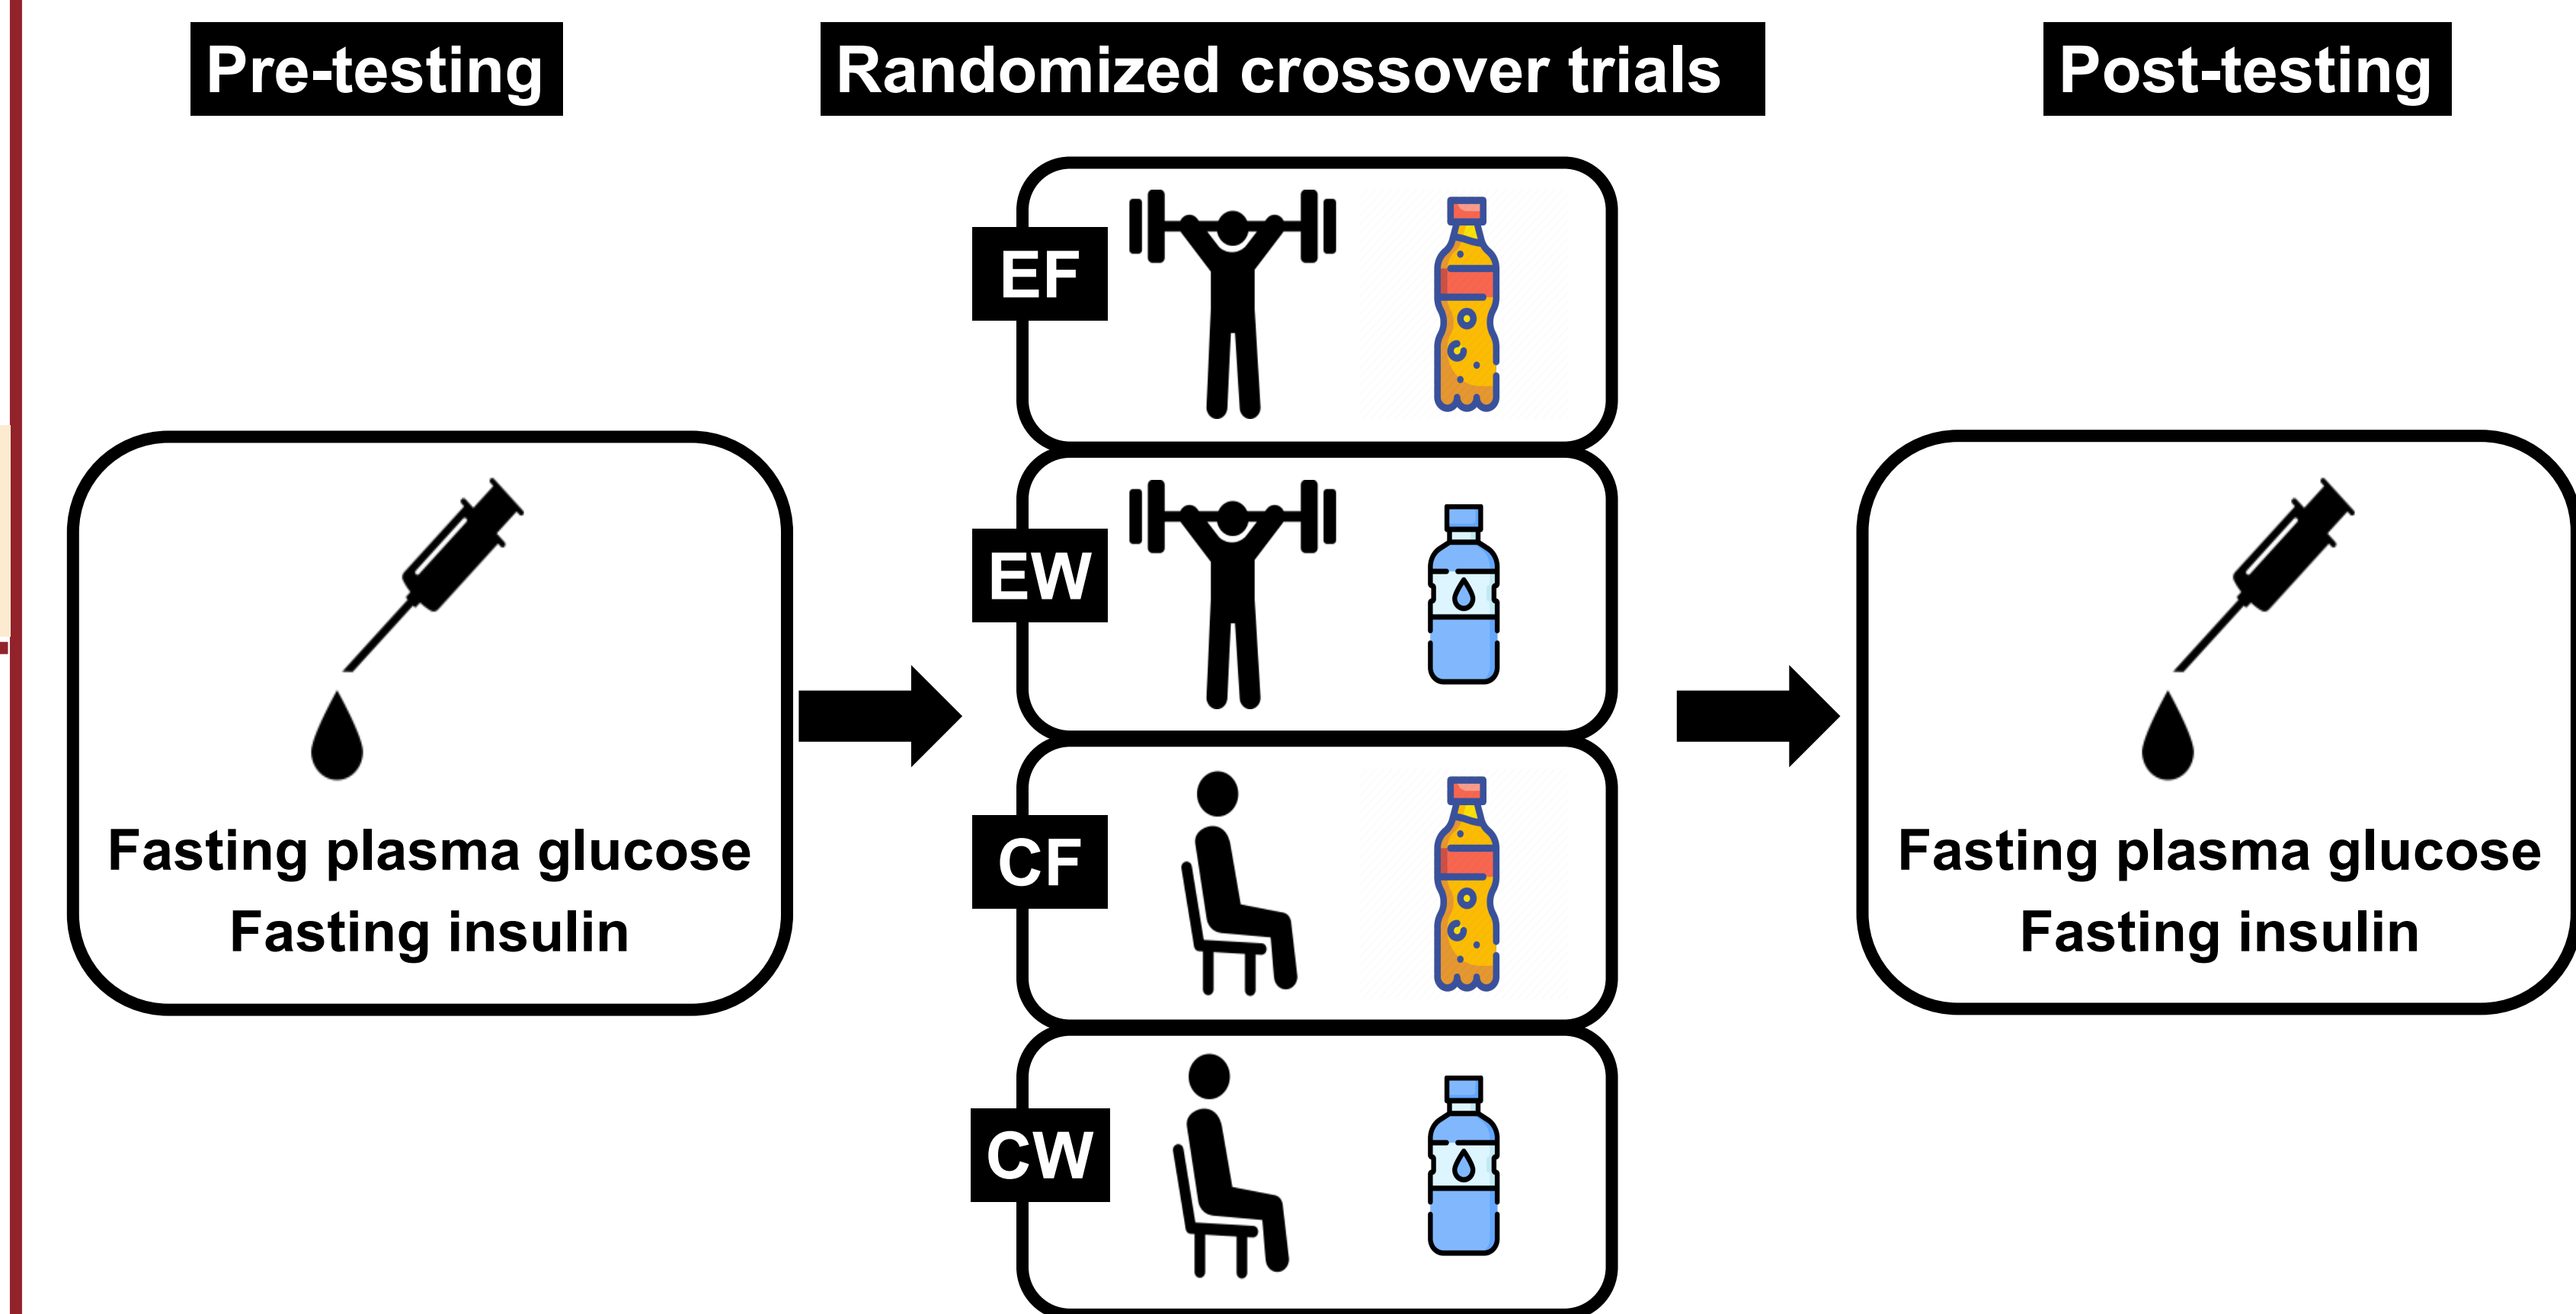 Pre-testing
Randomized crossover trials
Post-testing
EF
EW
CF
CW
Fasting plasma glucose
Fasting insulin
Fasting plasma glucose
Fasting insulin